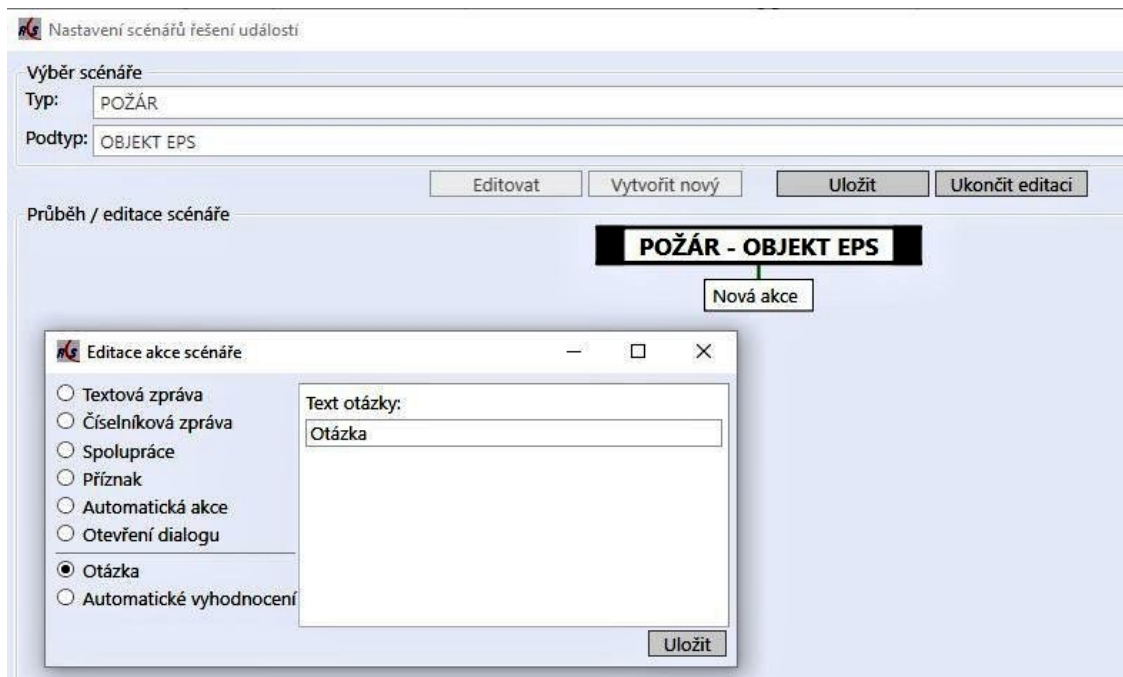 RCS Nastavení scénářů řešení událostí
Výběr scénáře
Typ: POŽÁR
Podtyp: OBJEKT EPS
Editovat Vytvořit nový Uložit Ukončit editaci
Průběh / editace scénáře
POŽÁR - OBJEKT EPS
Nová akce
RCS Editace akce scénáře
Textová zpráva
Číselníková zpráva
Spolupráce
Příznak
Automatická akce
Otevření dialogu
Otázka
Automatické vyhodnocení
Text otázky:
Otázka
Uložit